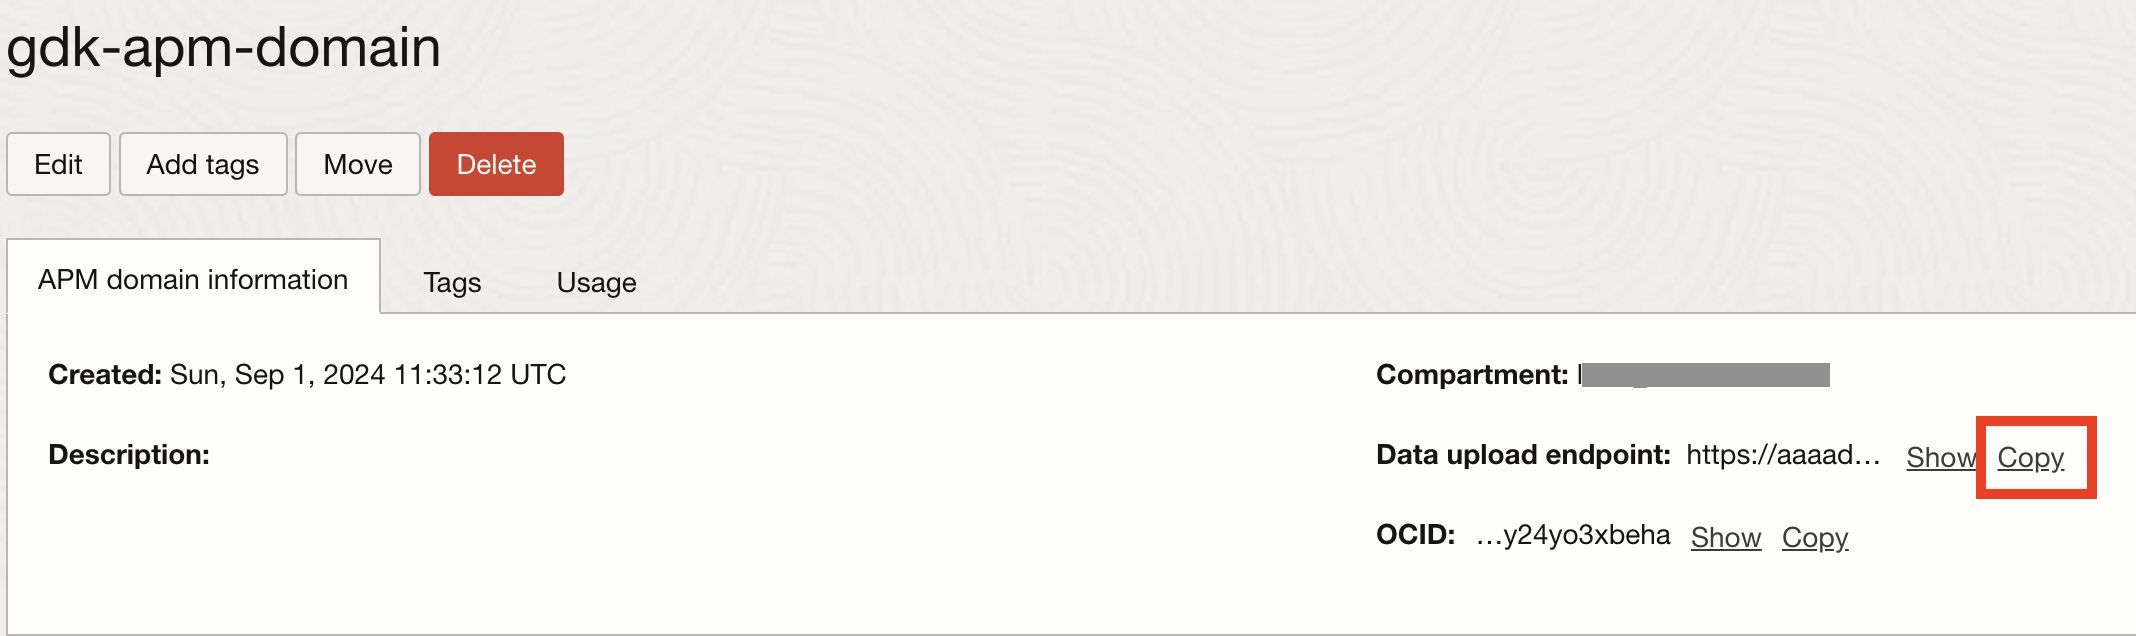 gdk-apm-domain
Edit Add tags Move Delete
APM domain information Tags Usage
Created: Sun, Sep 1, 2024 11:33:12 UTC
Description:
Compartment:
Data upload endpoint: https://aaaad... Show Copy
OCID: ...y24yo3xbeha Show Copy